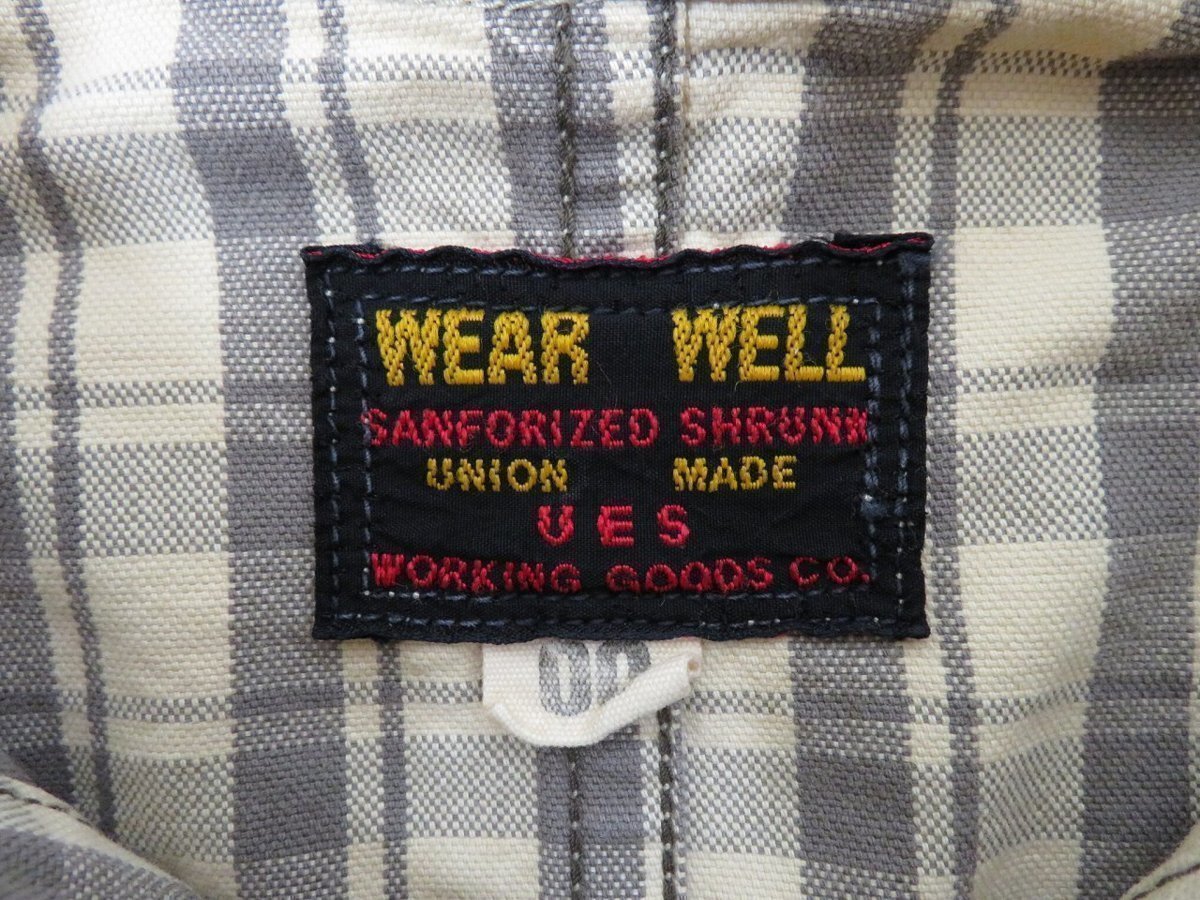 WEAR WELL
SANFORIZED SHRUNK
UNION MADE
UES
WORKING GOODS CO.